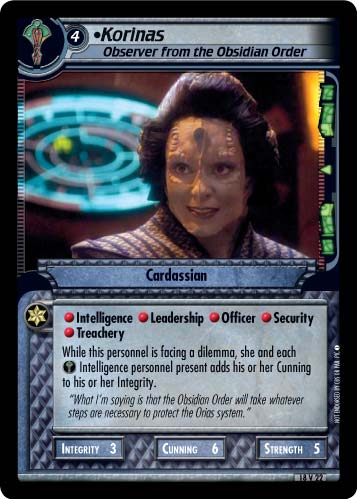 4
•Korinas
Observer from the Obsidian Order
Cardassian
Intelligence Leadership Officer Security
Treachery
While this personnel is facing a dilemma, she and each
Intelligence personnel present adds his or her Cunning
to his or her Integrity.
"What I'm saying is that the Obsidian Order will take whatever
steps are necessary to protect the Orias system."
INTEGRITY 3 CUNNING 6 STRENGTH 5
18 V 22